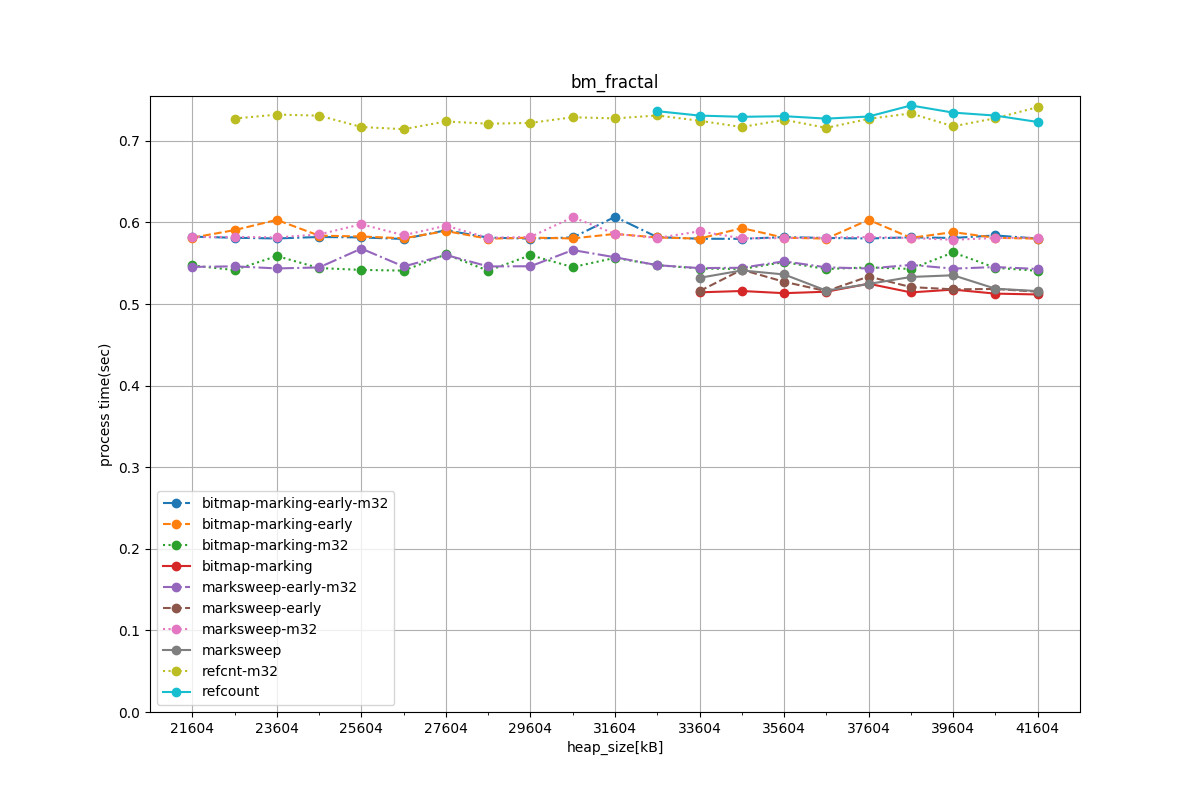 bm_fractal
process time(sec)
0.7
0.6
0.5
0.4
0.3
0.2
0.1
0.0
bitmap-marking-early-m32
bitmap-marking-early
bitmap-marking-m32
bitmap-marking
marksweep-early-m32
marksweep-early
marksweep-m32
marksweep
refcnt-m32
refcount
21604 23604 25604 27604 29604 31604 33604 35604 37604 39604 41604
heap_size[kB]